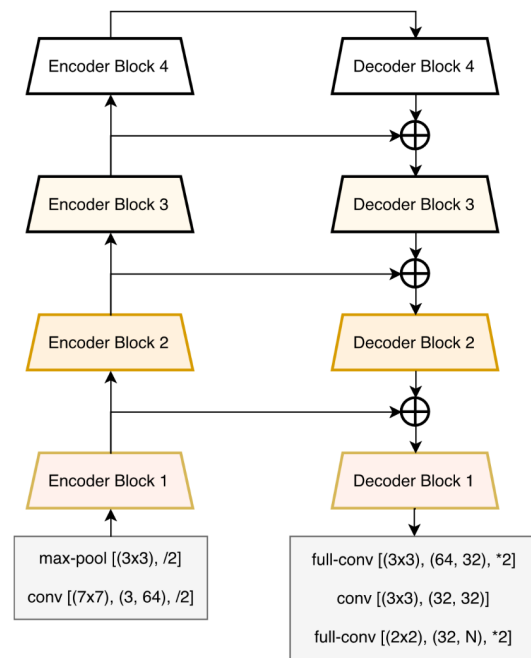 Encoder Block 4
Decoder Block 4
Encoder Block 3
Decoder Block 3
Encoder Block 2
Decoder Block 2
Encoder Block 1
Decoder Block 1
max-pool [(3x3), /2]
conv [(7x7), (3, 64), /2]
full-conv [(3x3), (64, 32), *2]
conv [(3x3), (32, 32)]
full-conv [(2x2), (32, N), *2]